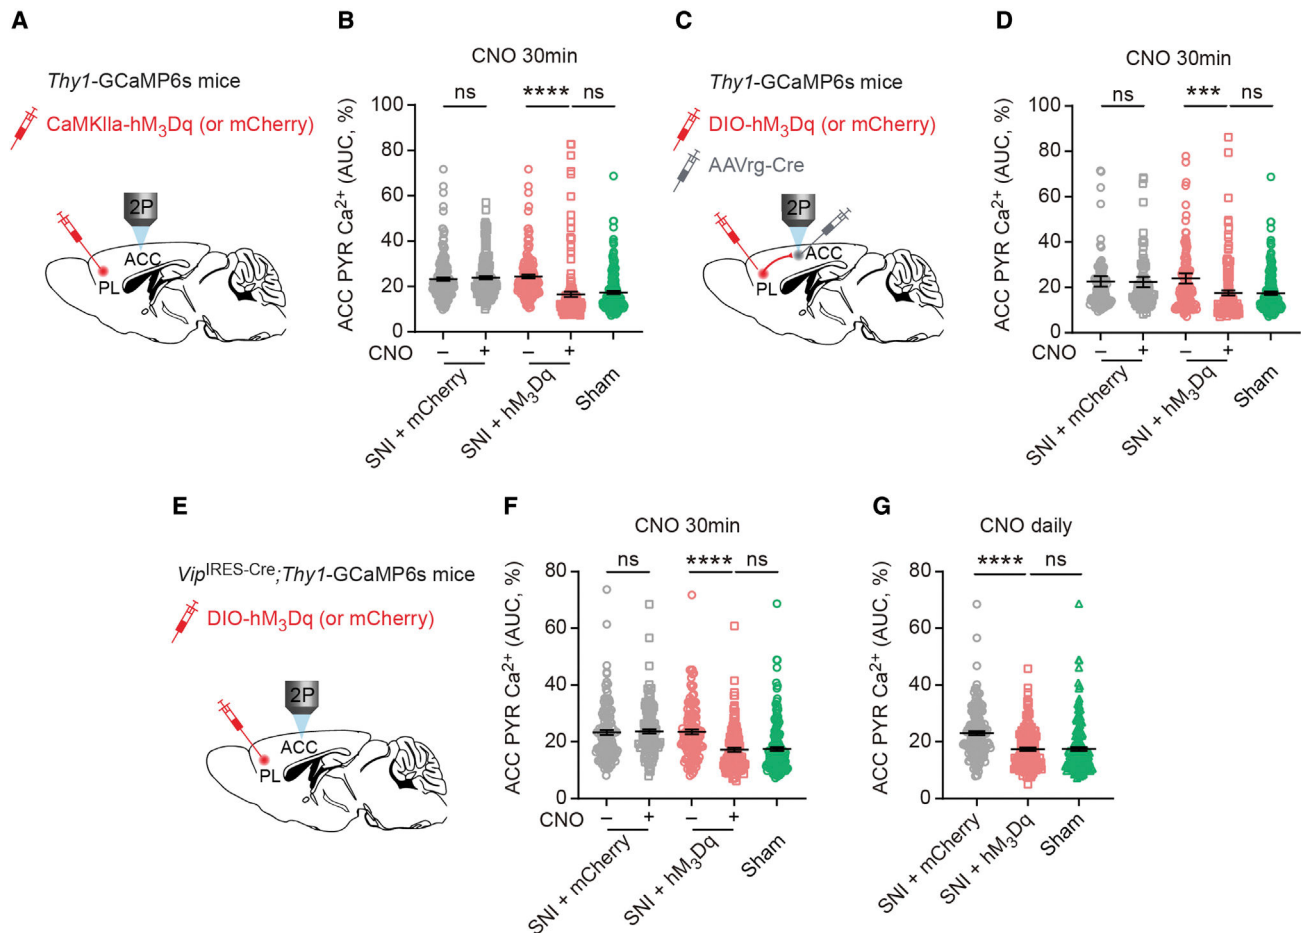 A
Thy1-GCaMP6s mice
CaMKIIa-hM3Dq (or mCherry)
2P
ACC
PL
B
CNO 30min
ns
****
ns
ACC PYR Ca2+ (AUC, %)
100
80
60
40
20
0
CNO
–
+
–
+
SNI + mCherry
SNI + hM3Dq
Sham
C
Thy1-GCaMP6s mice
DIO-hM3Dq (or mCherry)
AAVrg-Cre
2P
ACC
PL
D
CNO 30min
ns
***
ns
ACC PYR Ca2+ (AUC, %)
100
80
60
40
20
0
CNO
–
+
–
+
SNI + mCherry
SNI + hM3Dq
Sham
E
VipIRES-Cre;Thy1-GCaMP6s mice
DIO-hM3Dq (or mCherry)
2P
ACC
PL
F
CNO 30min
ns
****
ns
ACC PYR Ca2+ (AUC, %)
80
60
40
20
0
CNO
–
+
–
+
SNI + mCherry
SNI + hM3Dq
Sham
G
CNO daily
****
ns
ACC PYR Ca2+ (AUC, %)
80
60
40
20
0
SNI + mCherry
SNI + hM3Dq
Sham